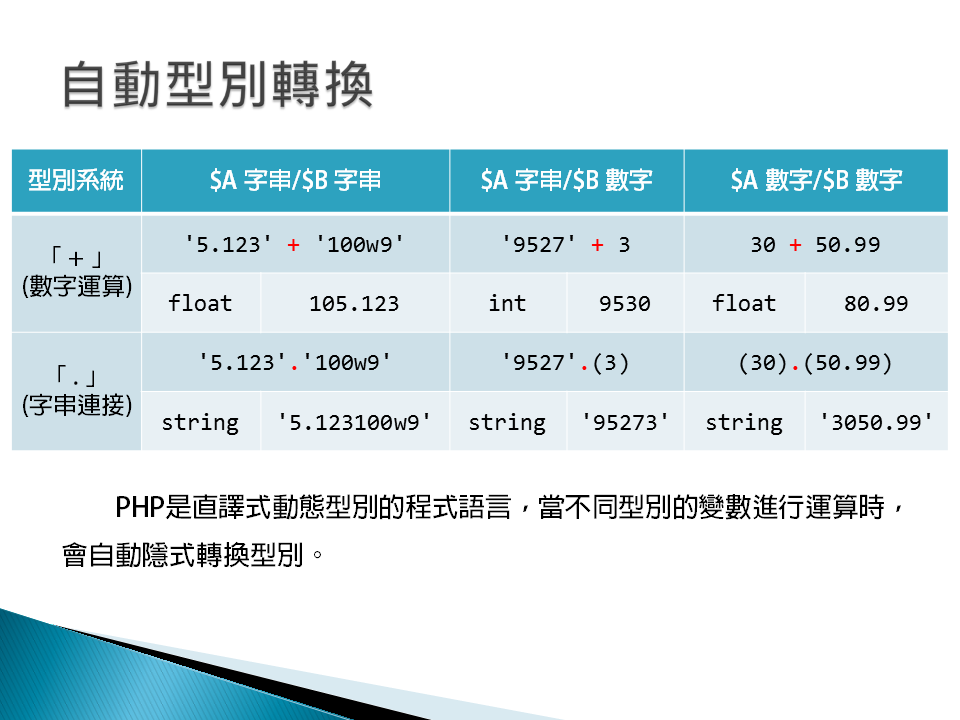 自動型別轉換
型別系統 $A 字串/$B 字串 $A 字串/$B 數字 $A 數字/$B 數字
「+」
(數字運算)
'5.123' + '100w9' '9527' + 3 30 + 50.99
float 105.123 int 9530 float 80.99
「.」
(字串連接)
'5.123'.'100w9' '9527'.(3) (30).(50.99)
string '5.123100w9' string '95273' string '3050.99'
PHP是直譯式動態型別的程式語言，當不同型別的變數進行運算時，
會自動隱式轉換型別。